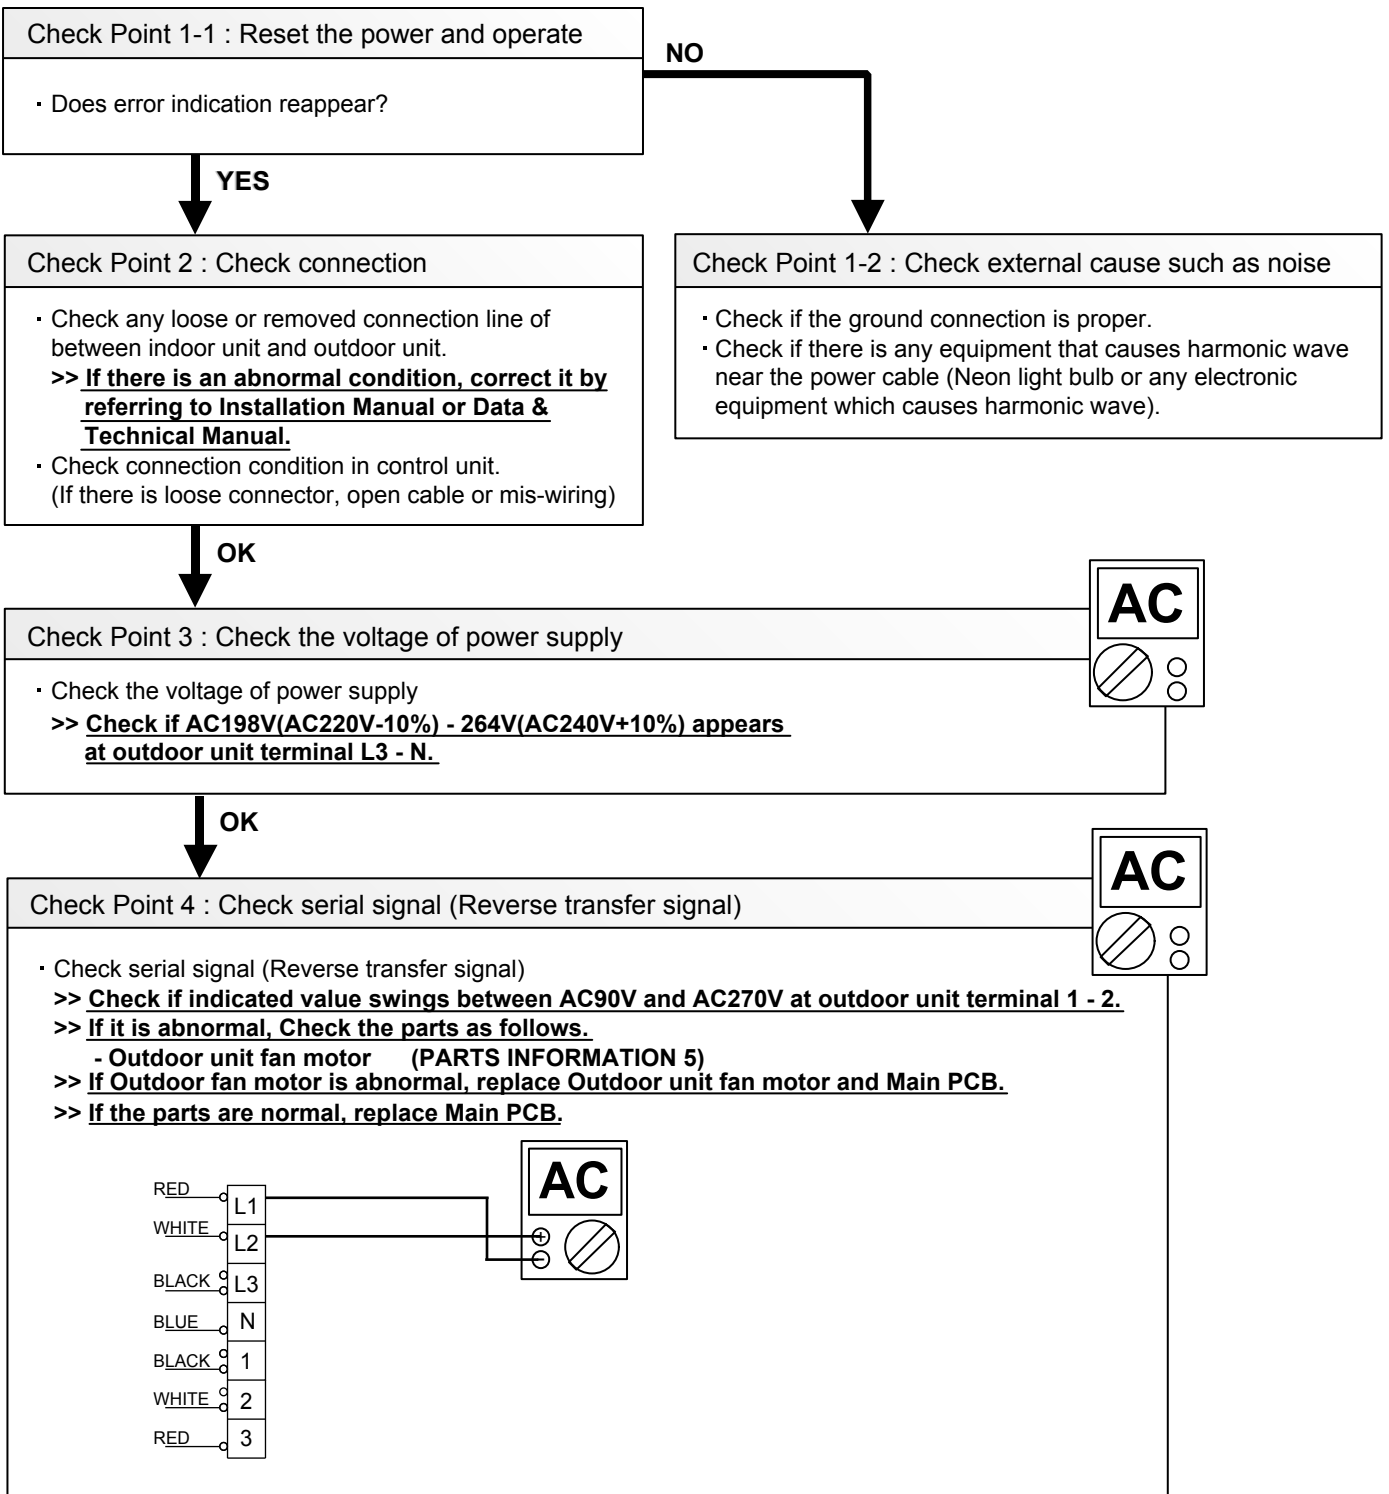 Check Point 1-1 : Reset the power and operate
· Does error indication reappear?
NO
YES
Check Point 2 : Check connection
· Check any loose or removed connection line of
between indoor unit and outdoor unit.
>> If there is an abnormal condition, correct it by
referring to Installation Manual or Data &
Technical Manual.
· Check connection condition in control unit.
(If there is loose connector, open cable or mis-wiring)
Check Point 1-2 : Check external cause such as noise
· Check if the ground connection is proper.
· Check if there is any equipment that causes harmonic wave
near the power cable (Neon light bulb or any electronic
equipment which causes harmonic wave).
OK
AC
Check Point 3 : Check the voltage of power supply
· Check the voltage of power supply
>> Check if AC198V(AC220V-10%) - 264V(AC240V+10%) appears
at outdoor unit terminal L3 - N.
OK
AC
Check Point 4 : Check serial signal (Reverse transfer signal)
· Check serial signal (Reverse transfer signal)
>> Check if indicated value swings between AC90V and AC270V at outdoor unit terminal 1 - 2.
>> If it is abnormal, Check the parts as follows.
- Outdoor unit fan motor (PARTS INFORMATION 5)
>> If Outdoor fan motor is abnormal, replace Outdoor unit fan motor and Main PCB.
>> If the parts are normal, replace Main PCB.
AC
RED L1
WHITE L2
BLACK L3
BLUE N
BLACK 1
WHITE 2
RED 3